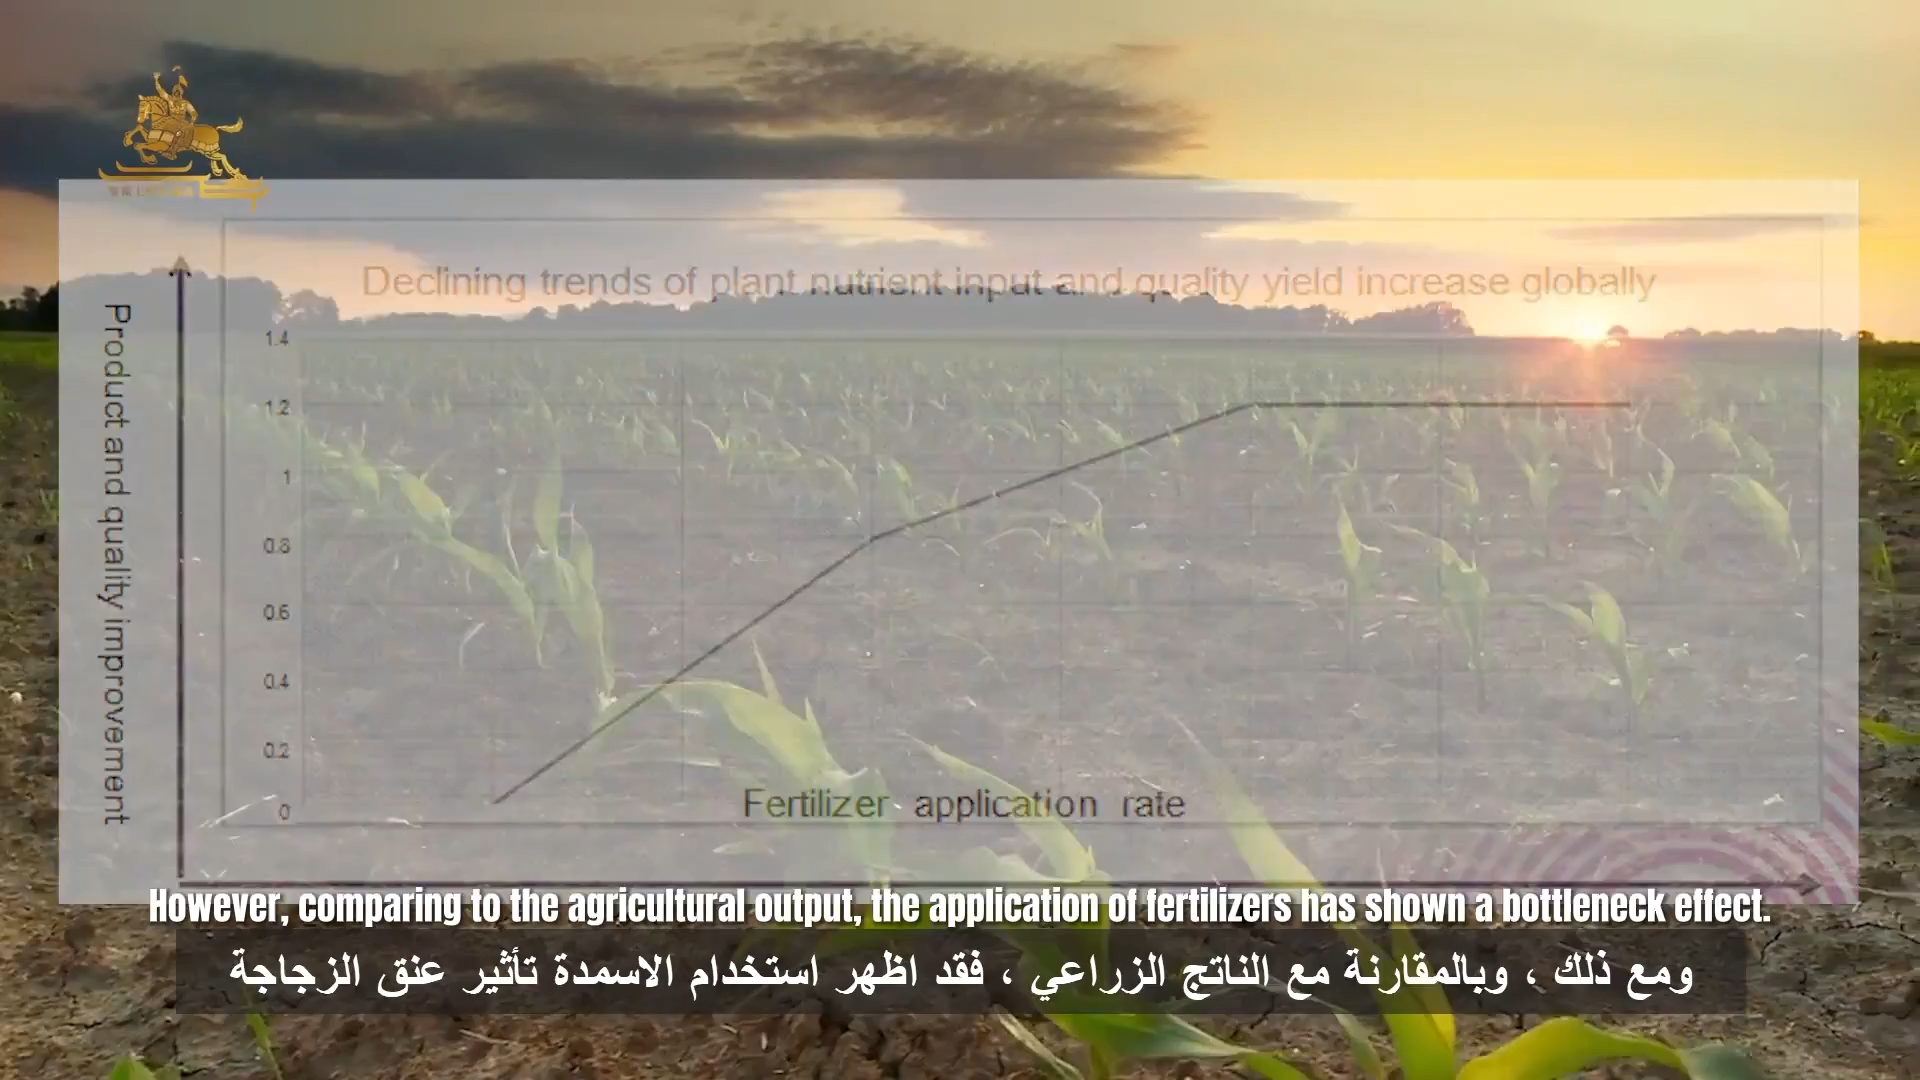 Declining trends of plant nutrient input and quality yield increase globally
Product and quality improvement
1.4
1.2
1
0.8
0.6
0.4
0.2
0
Fertilizer application rate
However, comparing to the agricultural output, the application of fertilizers has shown a bottleneck effect.
ومع ذلك ، وبالمقارنة مع الناتج الزراعي ، فقد اظهر استخدام الاسمدة تأثير عنق الزجاجة